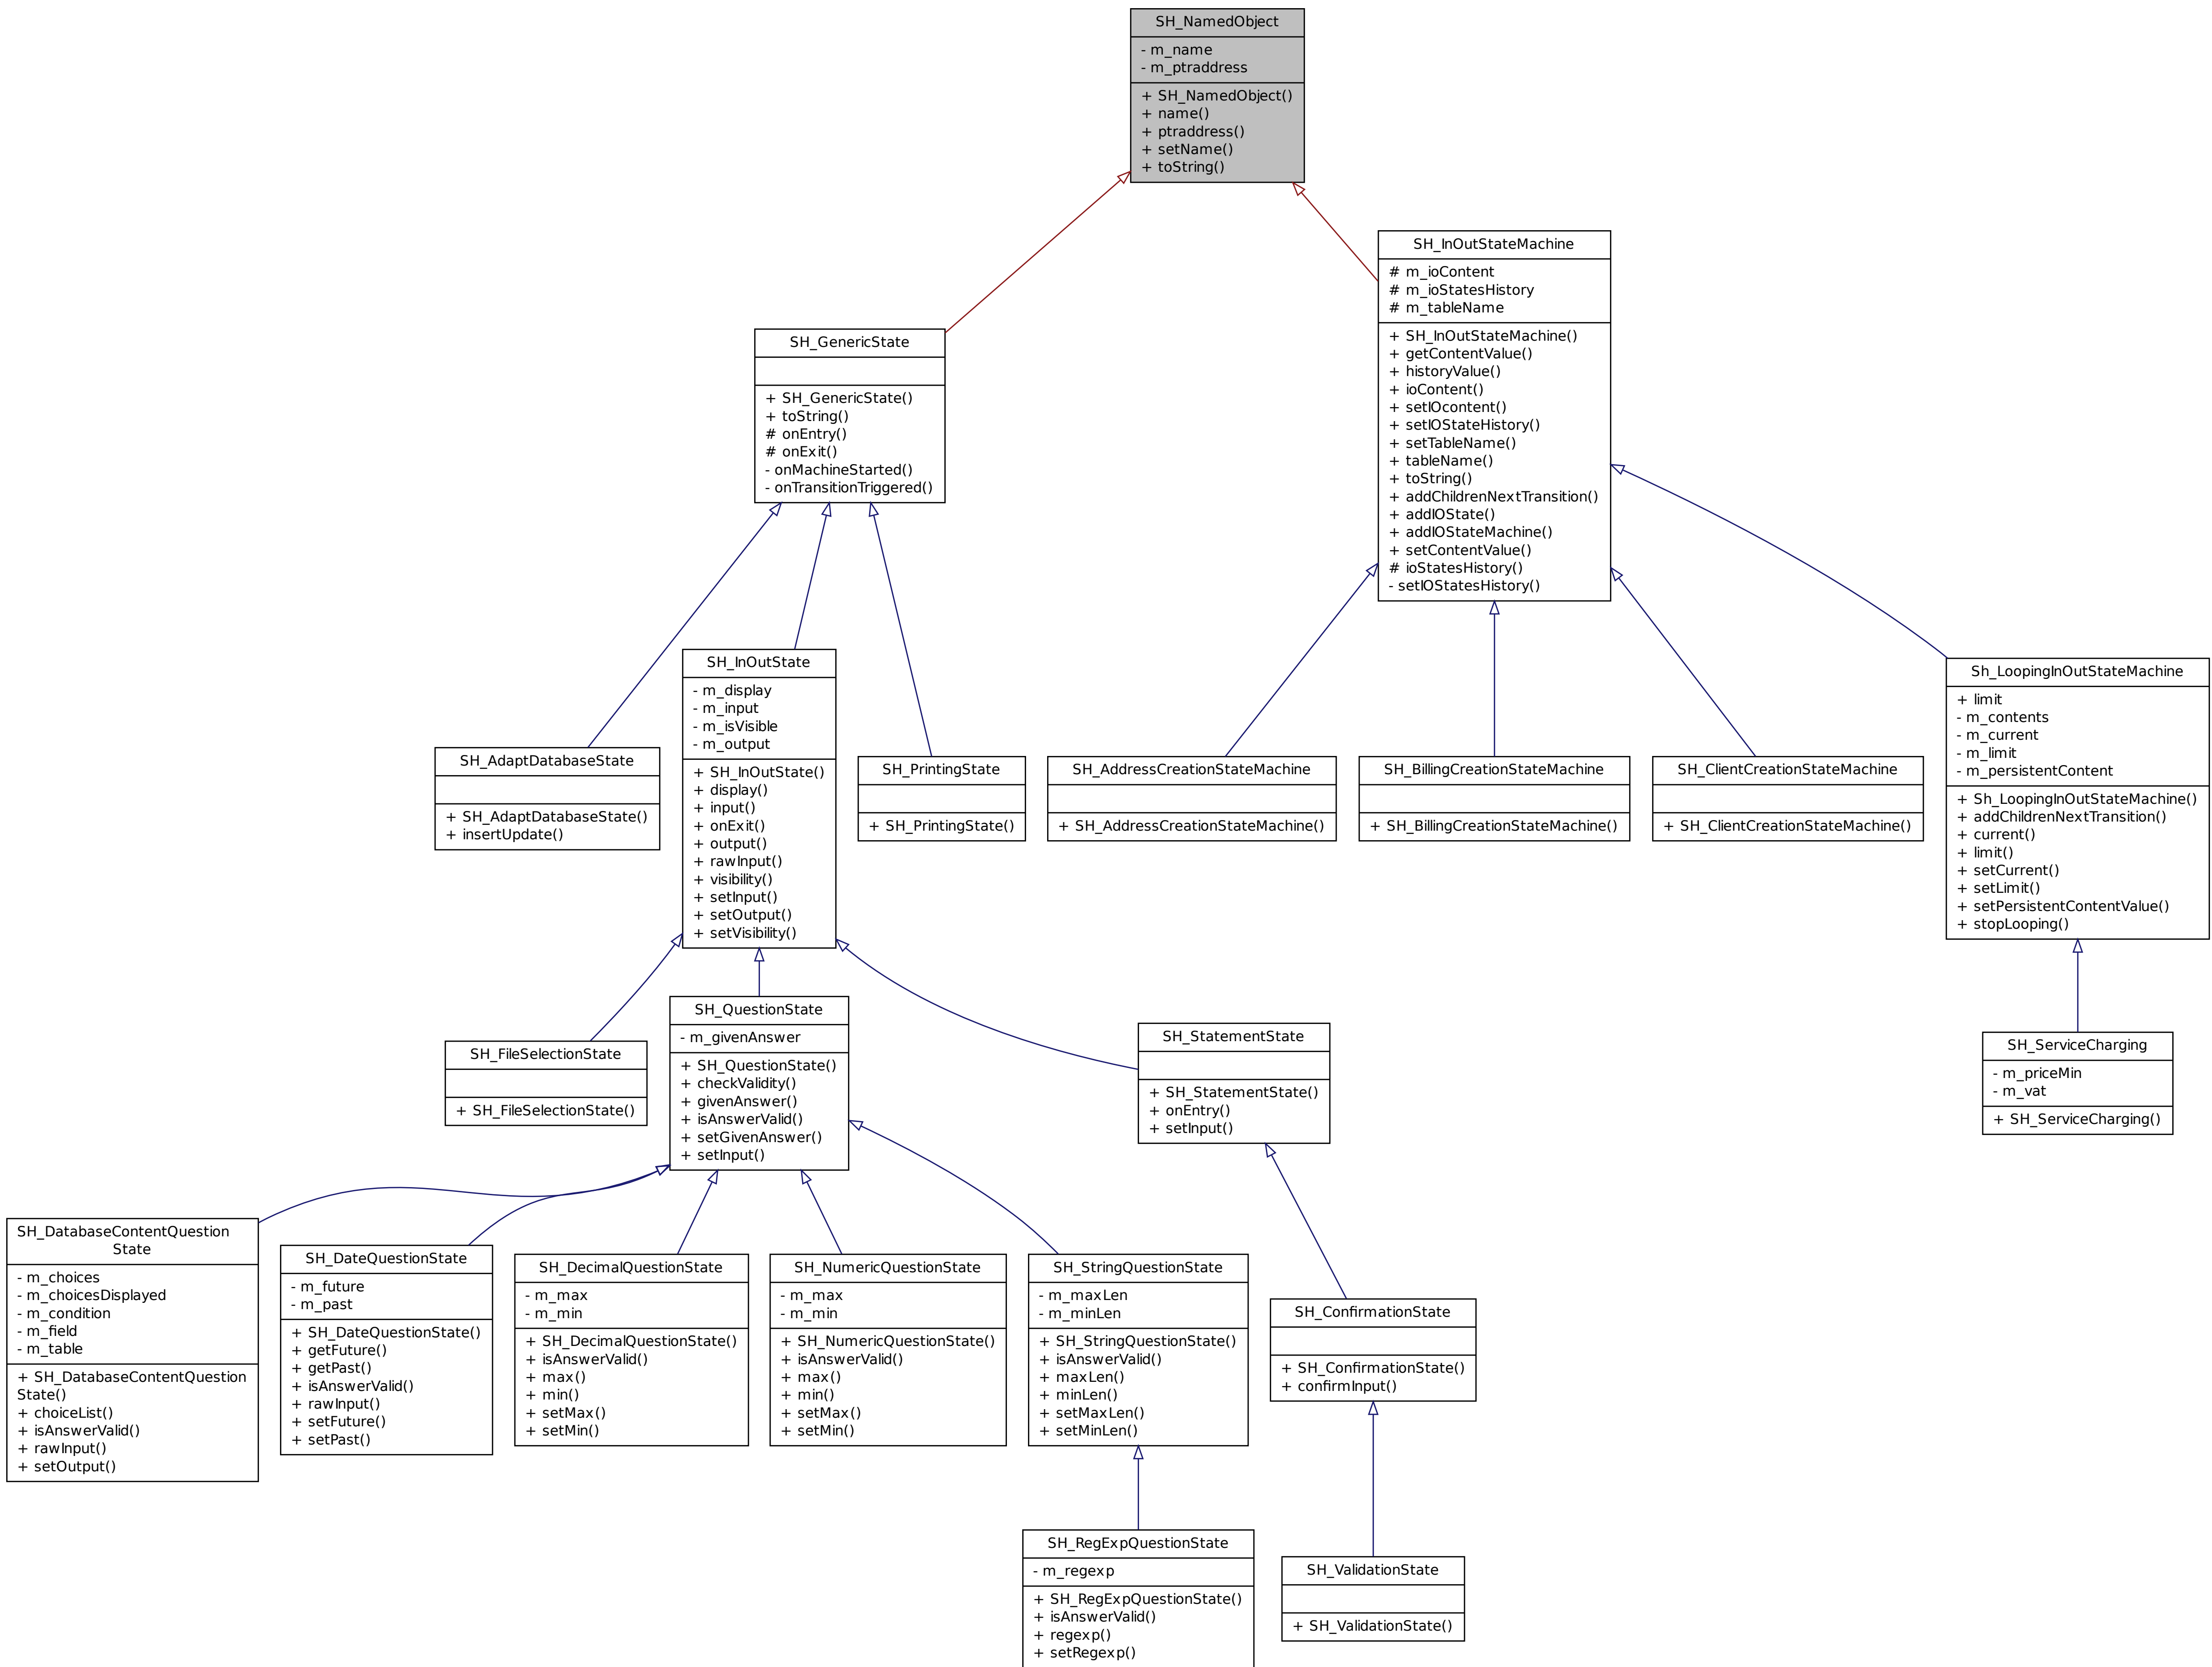 SH_NamedObject
- m_name
- m_ptraddress
+ SH_NamedObject()
+ name()
+ ptraddress()
+ setName()
+ toString()
SH_InOutStateMachine
# m_ioContent
# m_ioStatesHistory
# m_tableName
+ SH_InOutStateMachine()
+ getContentValue()
+ historyValue()
+ ioContent()
+ setIOcontent()
+ setIOStateHistory()
+ setTableName()
+ tableName()
+ toString()
+ addChildrenNextTransition()
+ addIOState()
+ addIOStateMachine()
+ setContentValue()
# ioStatesHistory()
- setIOStatesHistory()
SH_GenericState
+ SH_GenericState()
+ toString()
# onEntry()
# onExit()
- onMachineStarted()
- onTransitionTriggered()
SH_AdaptDatabaseState
+ SH_AdaptDatabaseState()
+ insertUpdate()
SH_InOutState
- m_display
- m_input
- m_isVisible
- m_output
+ SH_InOutState()
+ display()
+ input()
+ onExit()
+ output()
+ rawInput()
+ visibility()
+ setInput()
+ setOutput()
+ setVisibility()
SH_PrintingState
+ SH_PrintingState()
SH_AddressCreationStateMachine
+ SH_AddressCreationStateMachine()
SH_BillingCreationStateMachine
+ SH_BillingCreationStateMachine()
SH_ClientCreationStateMachine
+ SH_ClientCreationStateMachine()
Sh_LoopingInOutStateMachine
+ limit
- m_contents
- m_current
- m_limit
- m_persistentContent
+ Sh_LoopingInOutStateMachine()
+ addChildrenNextTransition()
+ current()
+ limit()
+ setCurrent()
+ setLimit()
+ setPersistentContentValue()
+ stopLooping()
SH_FileSelectionState
+ SH_FileSelectionState()
SH_QuestionState
- m_givenAnswer
+ SH_QuestionState()
+ checkValidity()
+ givenAnswer()
+ isAnswerValid()
+ setGivenAnswer()
+ setInput()
SH_StatementState
+ SH_StatementState()
+ onEntry()
+ setInput()
SH_ServiceCharging
- m_priceMin
- m_vat
+ SH_ServiceCharging()
SH_DatabaseContentQuestion
State
- m_choices
- m_choicesDisplayed
- m_condition
- m_field
- m_table
+ SH_DatabaseContentQuestion
State()
+ choiceList()
+ isAnswerValid()
+ rawInput()
+ setOutput()
SH_DateQuestionState
- m_future
- m_past
+ SH_DateQuestionState()
+ getFuture()
+ getPast()
+ isAnswerValid()
+ rawInput()
+ setFuture()
+ setPast()
SH_DecimalQuestionState
- m_max
- m_min
+ SH_DecimalQuestionState()
+ isAnswerValid()
+ max()
+ min()
+ setMax()
+ setMin()
SH_NumericQuestionState
- m_max
- m_min
+ SH_NumericQuestionState()
+ isAnswerValid()
+ max()
+ min()
+ setMax()
+ setMin()
SH_StringQuestionState
- m_maxLen
- m_minLen
+ SH_StringQuestionState()
+ isAnswerValid()
+ maxLen()
+ minLen()
+ setMaxLen()
+ setMinLen()
SH_ConfirmationState
+ SH_ConfirmationState()
+ confirmInput()
SH_RegExpQuestionState
- m_regexp
+ SH_RegExpQuestionState()
+ isAnswerValid()
+ regexp()
+ setRegexp()
SH_ValidationState
+ SH_ValidationState()